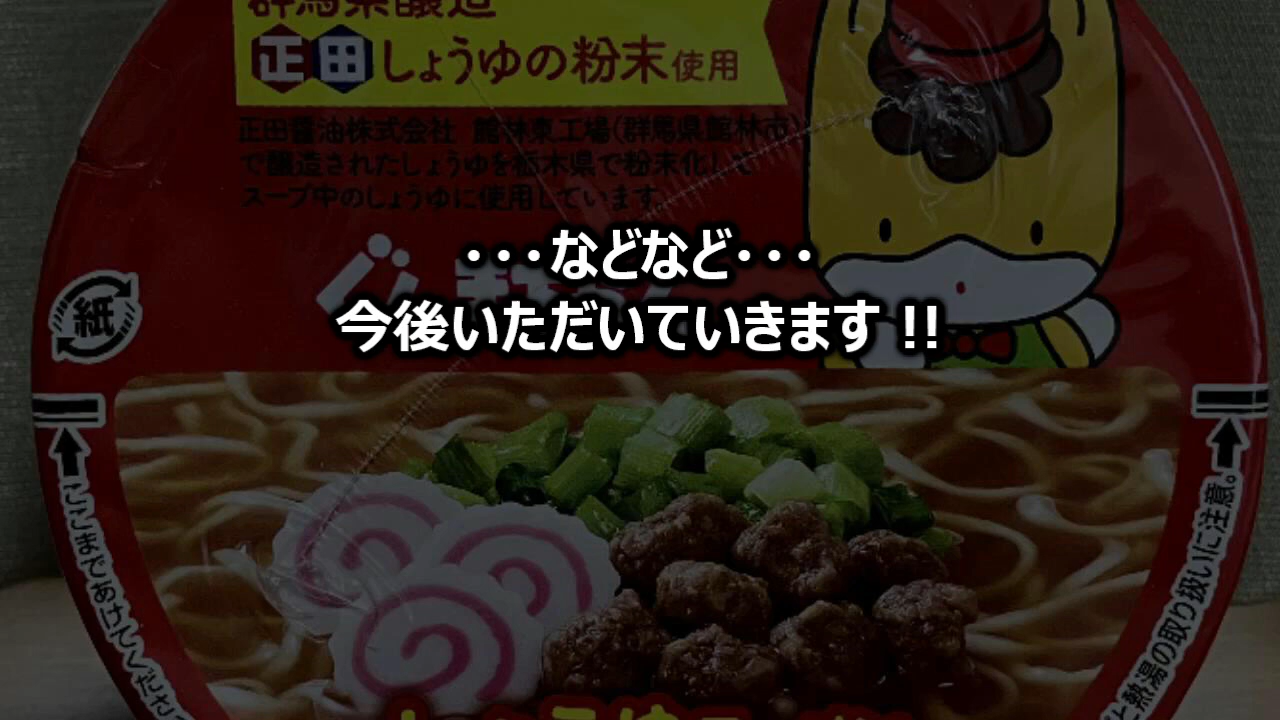 群馬県醸造
正田しょうゆの粉末使用
正田醤油株式会社 館林東工場(群馬県館林市)
で醸造されたしょうゆを栃木県で粉末化して
スープ中のしょうゆに使用しています。
・・・などなど・・・
今後いただいていきます!!
紙
ここまであけてくださ
と熱湯の取り扱いに注意。